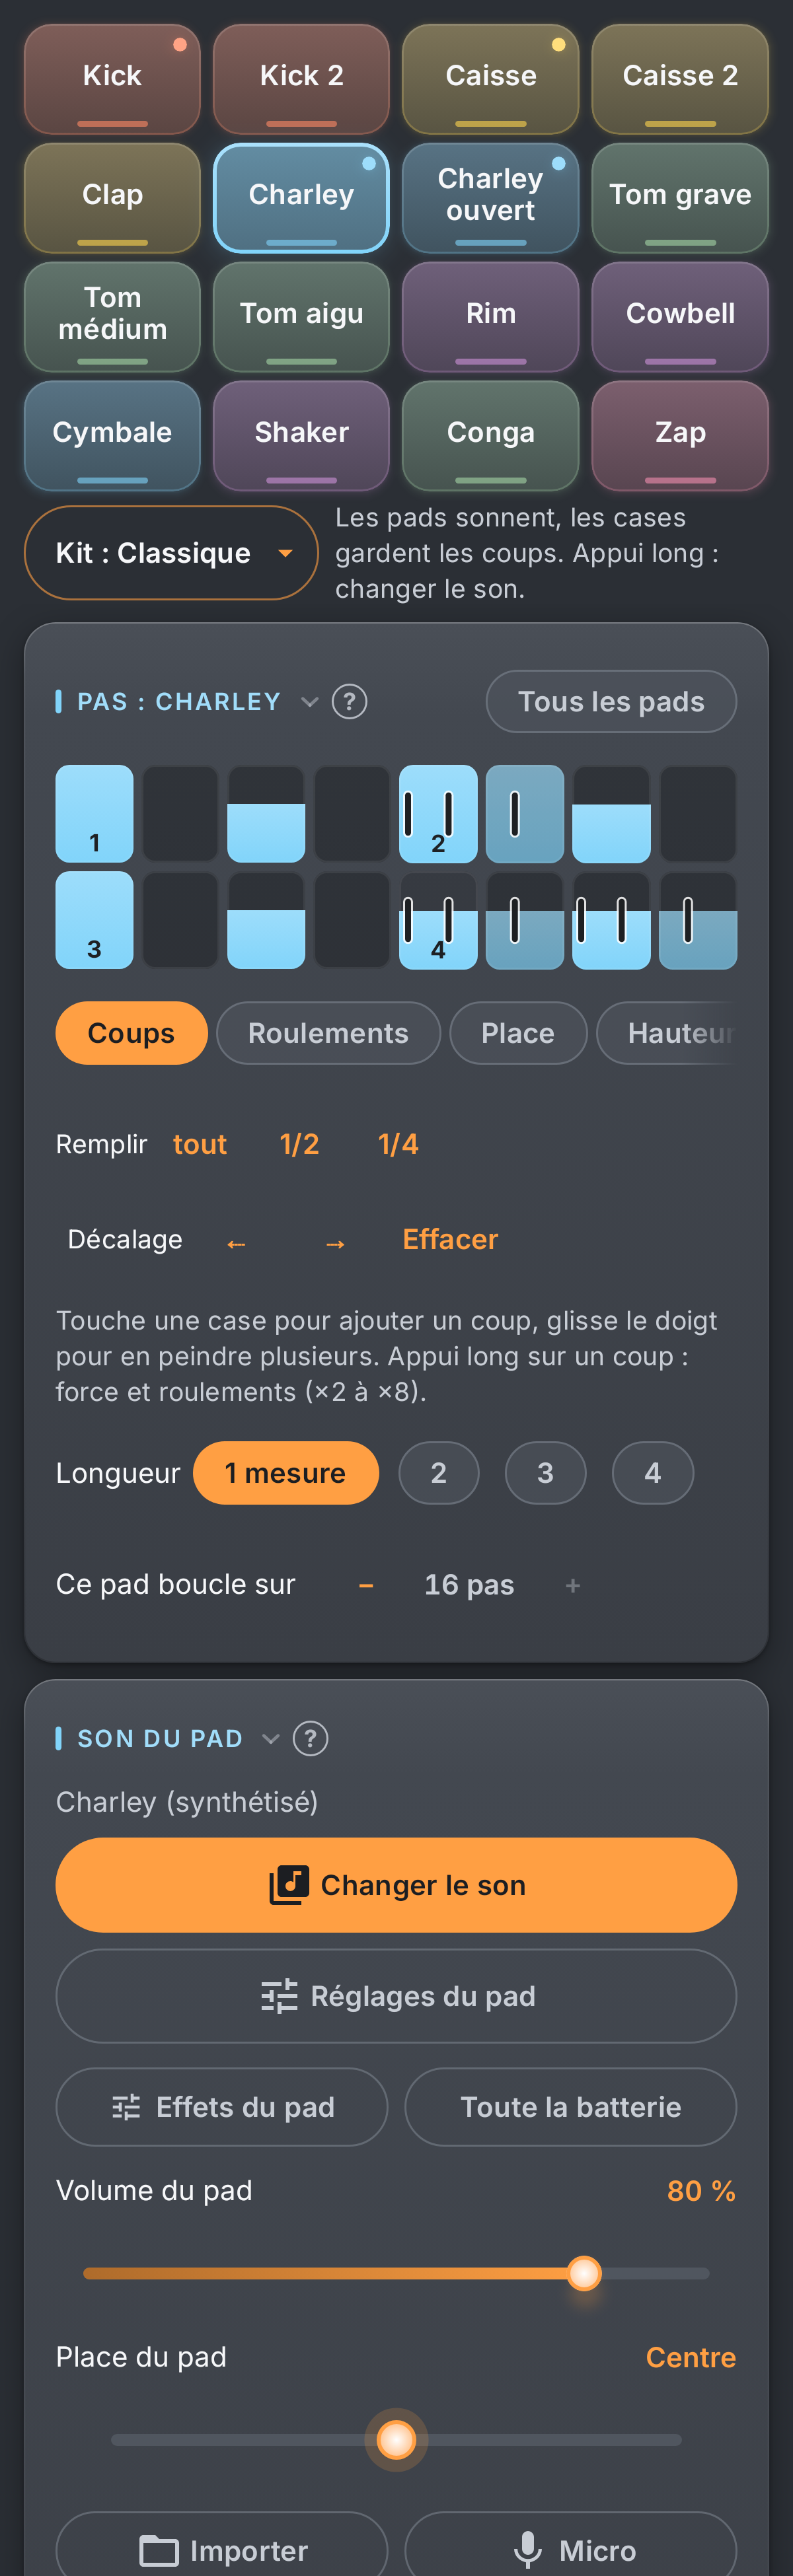 Kick
Kick 2
Caisse
Caisse 2
Clap
Charley
Charley
ouvert
Tom grave
Tom
médium
Tom aigu
Rim
Cowbell
Cymbale
Shaker
Conga
Zap
Kit : Classique
Les pads sonnent, les cases
gardent les coups. Appui long :
changer le son.
PAS : CHARLEY
?
Tous les pads
1
2
3
4
Coups
Roulements
Place
Hauteur
Remplir tout 1/2 1/4
Décalage ← → Effacer
Touche une case pour ajouter un coup, glisse le doigt
pour en peindre plusieurs. Appui long sur un coup :
force et roulements (×2 à ×8).
Longueur 1 mesure 2 3 4
Ce pad boucle sur − 16 pas +
SON DU PAD
?
Charley (synthétisé)
Changer le son
Réglages du pad
Effets du pad
Toute la batterie
Volume du pad 80 %
Place du pad Centre
Importer
Micro